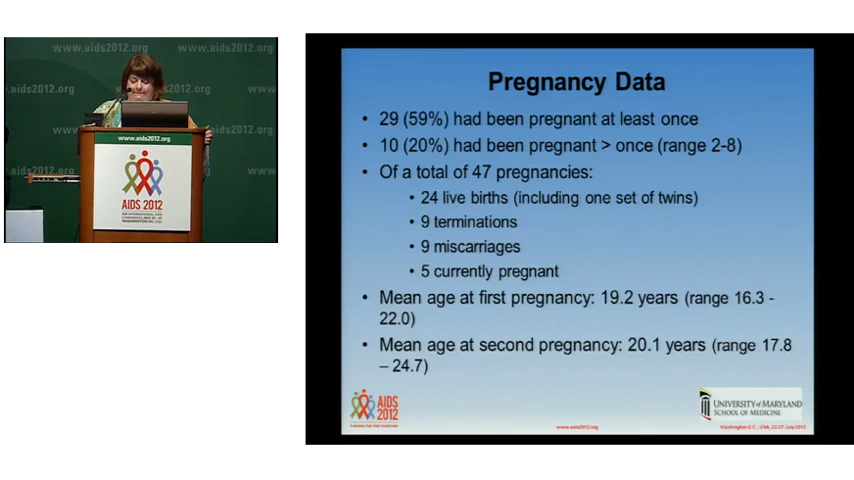 www.aids2012.org
www.aids2012.org
.aids2012.org
www.aids2012.org
www.aids2012.org
AIDS 2012
Pregnancy Data
• 29 (59%) had been pregnant at least once
• 10 (20%) had been pregnant > once (range 2-8)
• Of a total of 47 pregnancies:
• 24 live births (including one set of twins)
• 9 terminations
• 9 miscarriages
• 5 currently pregnant
• Mean age at first pregnancy: 19.2 years (range 16.3 -
22.0)
• Mean age at second pregnancy: 20.1 years (range 17.8
– 24.7)
AIDS
2012
TURNING THE TIDE TOGETHER
www.aids2012.org
UNIVERSITY of MARYLAND
SCHOOL OF MEDICINE
Washington D.C., USA, 22-27 July 2012